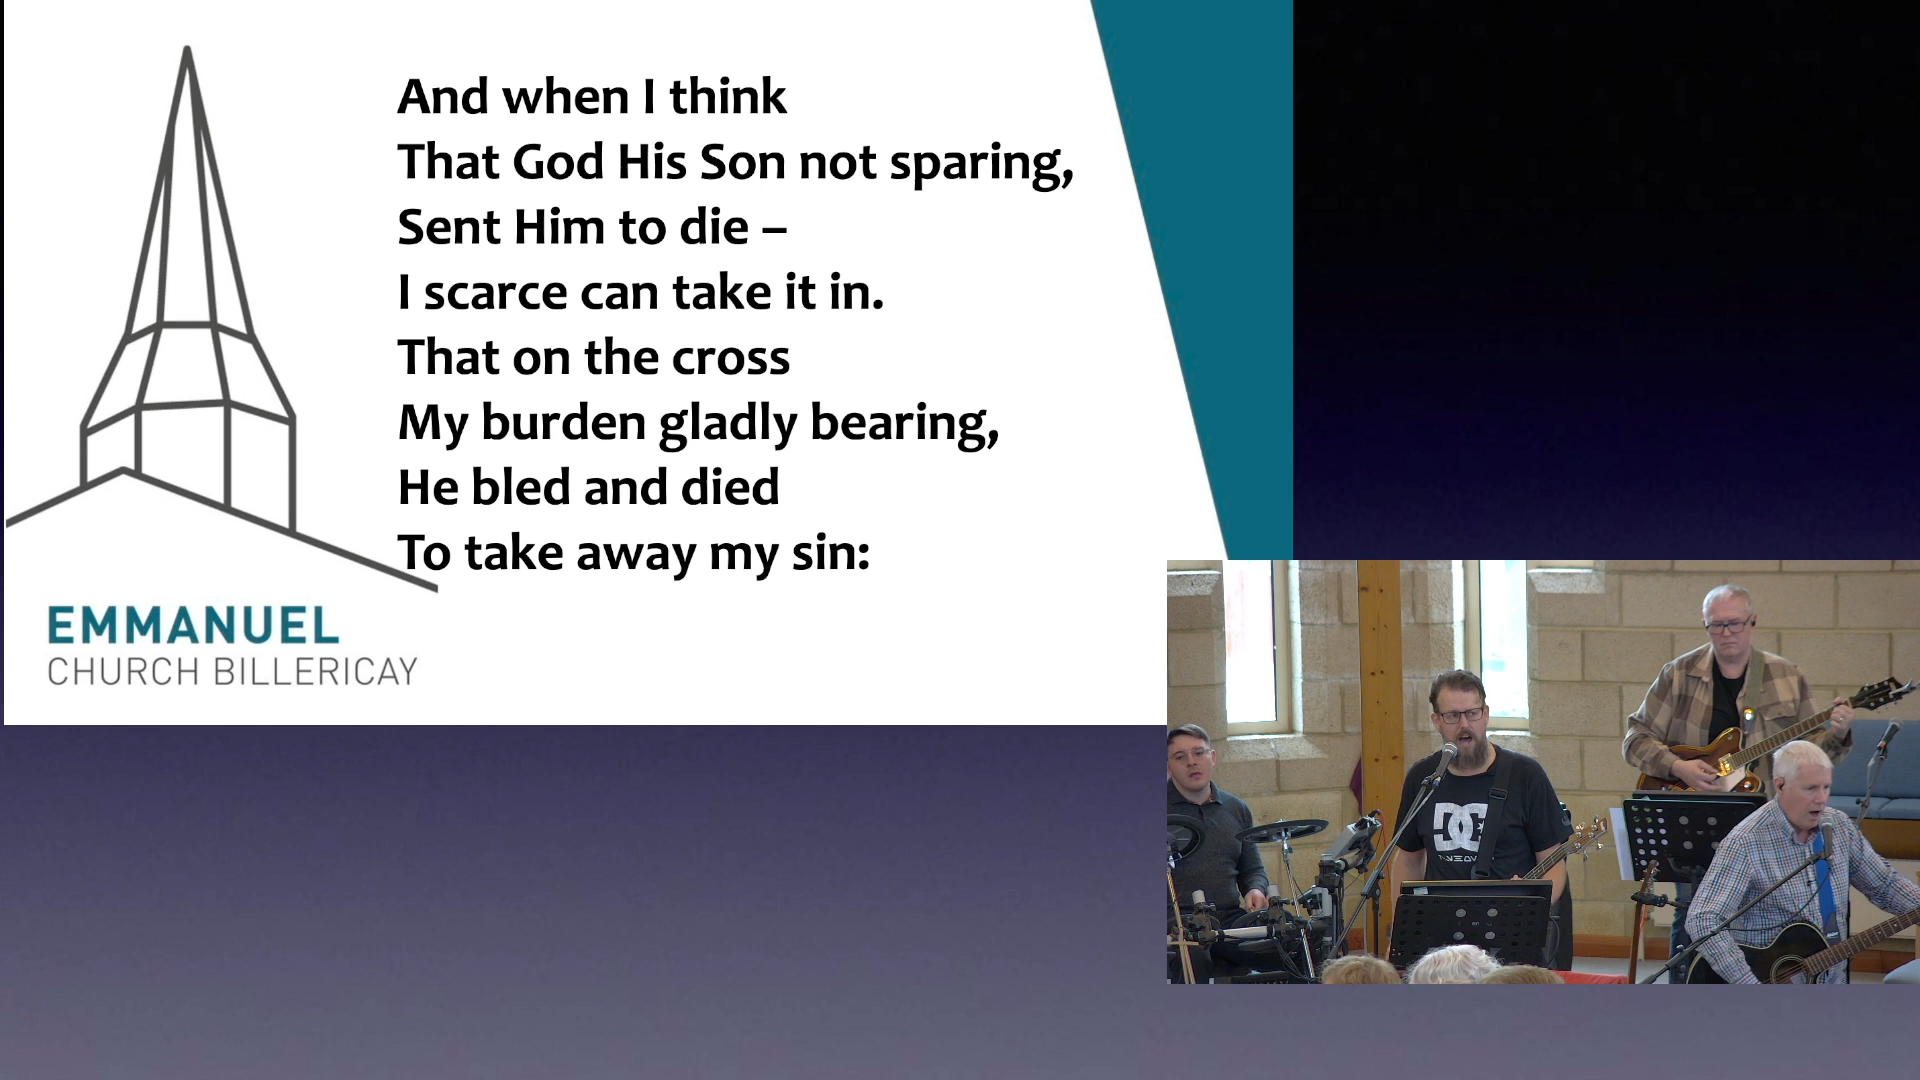 And when I think
That God His Son not sparing,
Sent Him to die –
I scarce can take it in.
That on the cross
My burden gladly bearing,
He bled and died
To take away my sin:
EMMANUEL
CHURCH BILLERICAY
DC